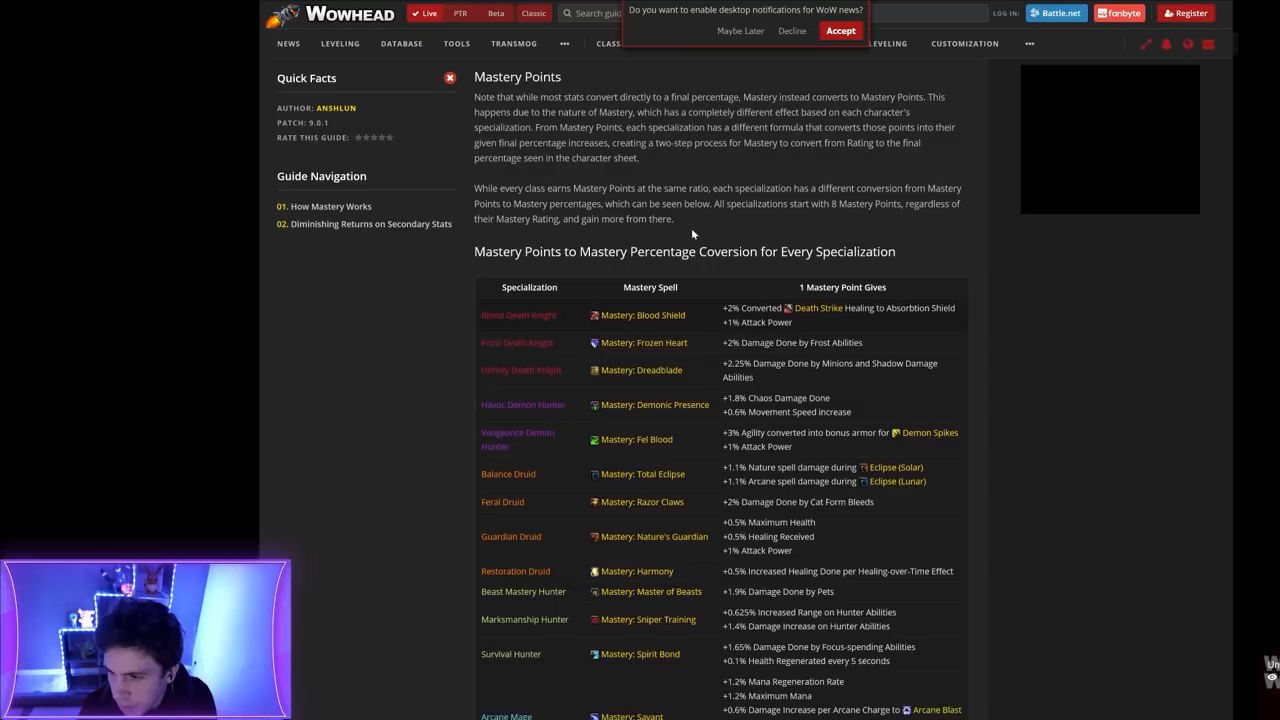 WOWHEAD
Live
PTR
Beta
Classic
Search guid
Do you want to enable desktop notifications for WoW news?
Maybe Later
Decline
Accept
LOG IN:
Battle.net
fanbyte
Register
NEWS
LEVELING
DATABASE
TOOLS
TRANSMOG
CLASS
LEVELING
CUSTOMIZATION
Quick Facts
AUTHOR: ANSHLUN
PATCH: 9.0.1
RATE THIS GUIDE:
Guide Navigation
01. How Mastery Works
02. Diminishing Returns on Secondary Stats
Mastery Points
Note that while most stats convert directly to a final percentage, Mastery instead converts to Mastery Points. This
happens due to the nature of Mastery, which has a completely different effect based on each character's
specialization. From Mastery Points, each specialization has a different formula that converts those points into their
given final percentage increases, creating a two-step process for Mastery to convert from Rating to the final
percentage seen in the character sheet.
While every class earns Mastery Points at the same ratio, each specialization has a different conversion from Mastery
Points to Mastery percentages, which can be seen below. All specializations start with 8 Mastery Points, regardless of
their Mastery Rating, and gain more from there.
Mastery Points to Mastery Percentage Coversion for Every Specialization
Specialization Mastery Spell 1 Mastery Point Gives
Blood Death Knight Mastery: Blood Shield +2% Converted Death Strike Healing to Absorbtion Shield
+1% Attack Power
Frost Death Knight Mastery: Frozen Heart +2% Damage Done by Frost Abilities
Unholy Death Knight Mastery: Dreadblade +2.25% Damage Done by Minions and Shadow Damage
Abilities
Havoc Demon Hunter Mastery: Demonic Presence +1.8% Chaos Damage Done
+0.6% Movement Speed increase
Vengeance Demon
Hunter Mastery: Fel Blood +3% Agility converted into bonus armor for Demon Spikes
+1% Attack Power
Balance Druid Mastery: Total Eclipse +1.1% Nature spell damage during Eclipse (Solar)
+1.1% Arcane spell damage during Eclipse (Lunar)
Feral Druid Mastery: Razor Claws +2% Damage Done by Cat Form Bleeds
Guardian Druid Mastery: Nature's Guardian +0.5% Maximum Health
+0.5% Healing Received
+1% Attack Power
Restoration Druid Mastery: Harmony +0.5% Increased Healing Done per Healing-over-Time Effect
Beast Mastery Hunter Mastery: Master of Beasts +1.9% Damage Done by Pets
Marksmanship Hunter Mastery: Sniper Training +0.625% Increased Range on Hunter Abilities
+1.4% Damage Increase on Hunter Abilities
Survival Hunter Mastery: Spirit Bond +1.65% Damage Done by Focus-spending Abilities
+0.1% Health Regenerated every 5 seconds
Arcane Mage Mastery: Savant +1.2% Mana Regeneration Rate
+1.2% Maximum Mana
+0.6% Damage Increase per Arcane Charge to Arcane Blast